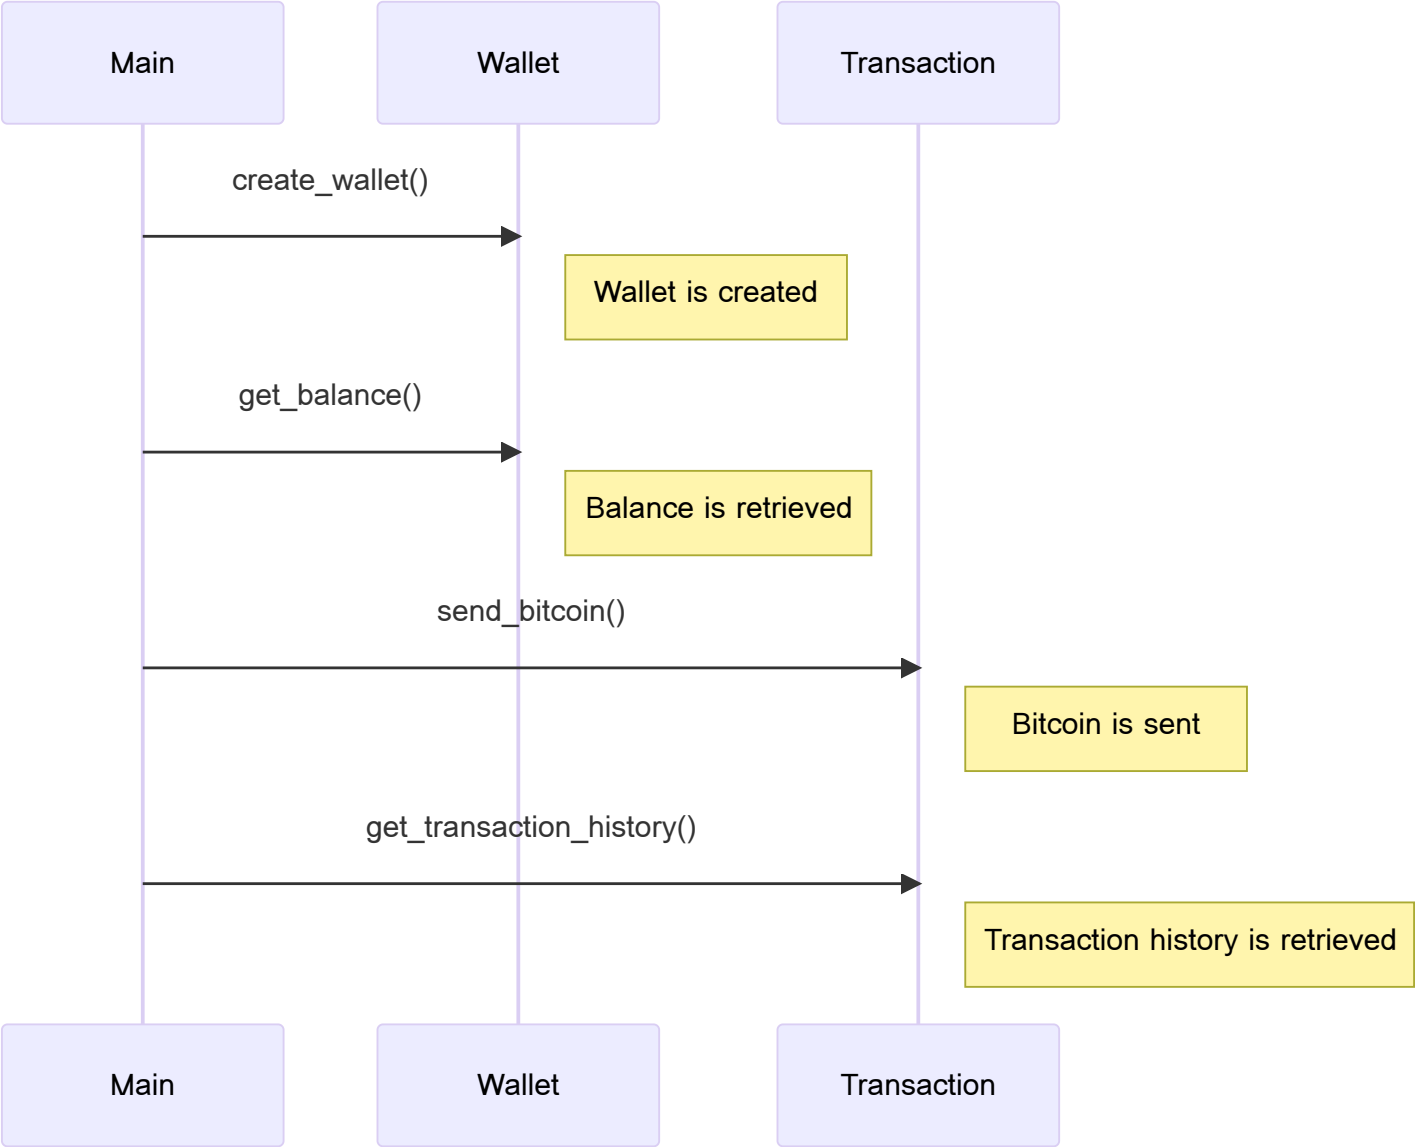 Main
Wallet
Transaction
create_wallet()
Wallet is created
get_balance()
Balance is retrieved
send_bitcoin()
Bitcoin is sent
get_transaction_history()
Transaction history is retrieved
Main
Wallet
Transaction